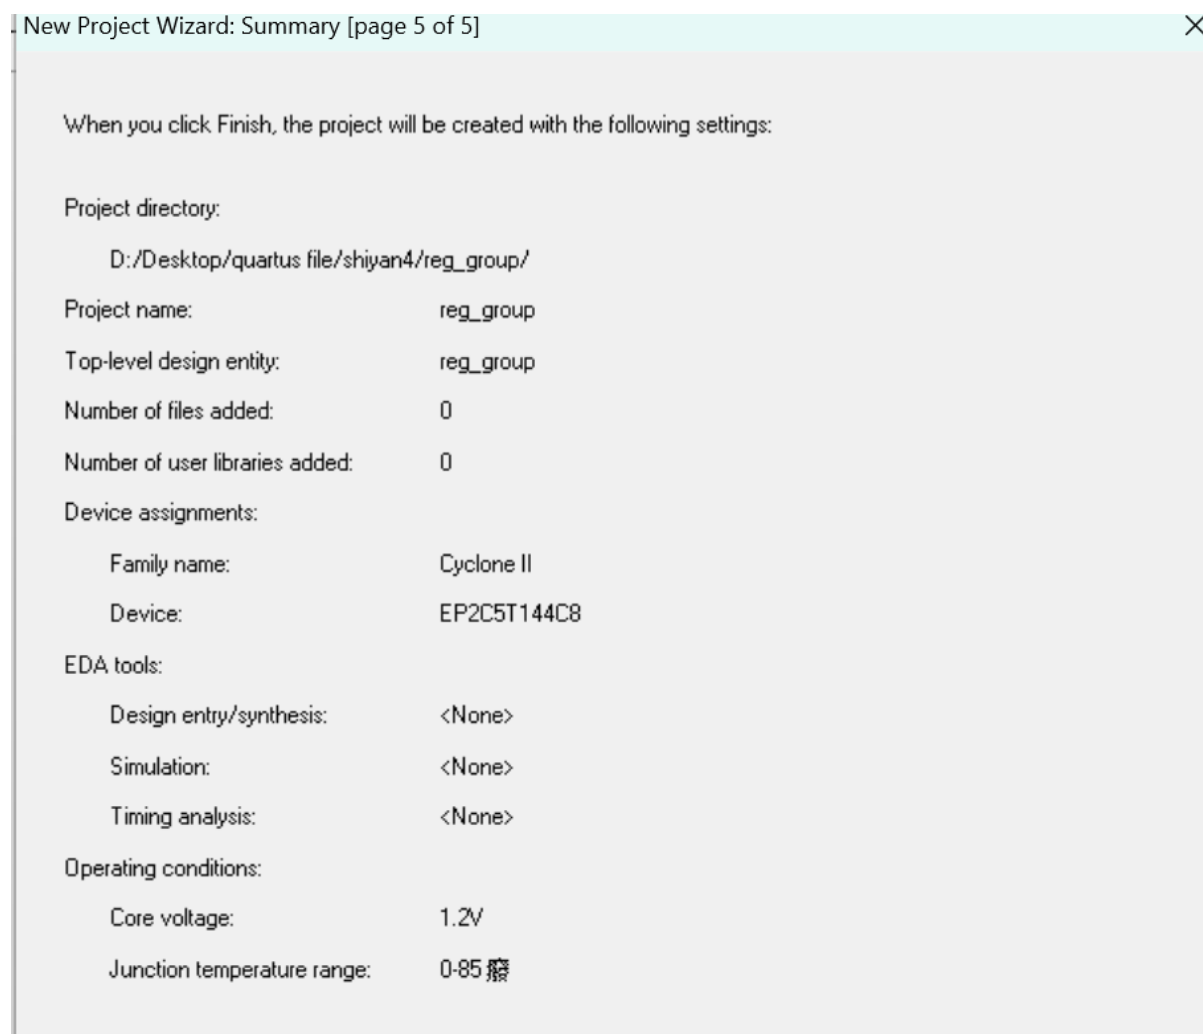 New Project Wizard: Summary [page 5 of 5]
When you click Finish, the project will be created with the following settings:
Project directory:
D:/Desktop/quartus file/shiyan4/reg_group/
Project name: reg_group
Top-level design entity: reg_group
Number of files added: 0
Number of user libraries added: 0
Device assignments:
Family name: Cyclone II
Device: EP2C5T144C8
EDA tools:
Design entry/synthesis: <None>
Simulation: <None>
Timing analysis: <None>
Operating conditions:
Core voltage: 1.2V
Junction temperature range: 0-85 癈